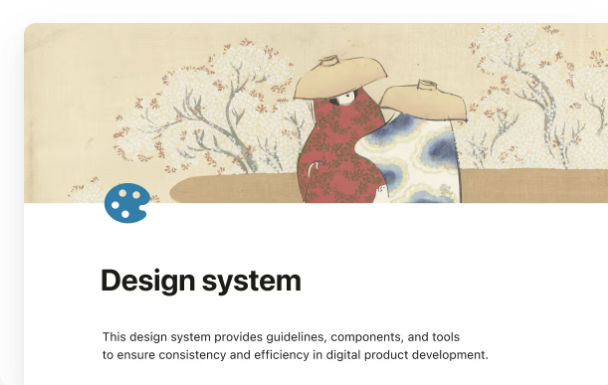 Design system
This design system provides guidelines, components, and tools
to ensure consistency and efficiency in digital product development.